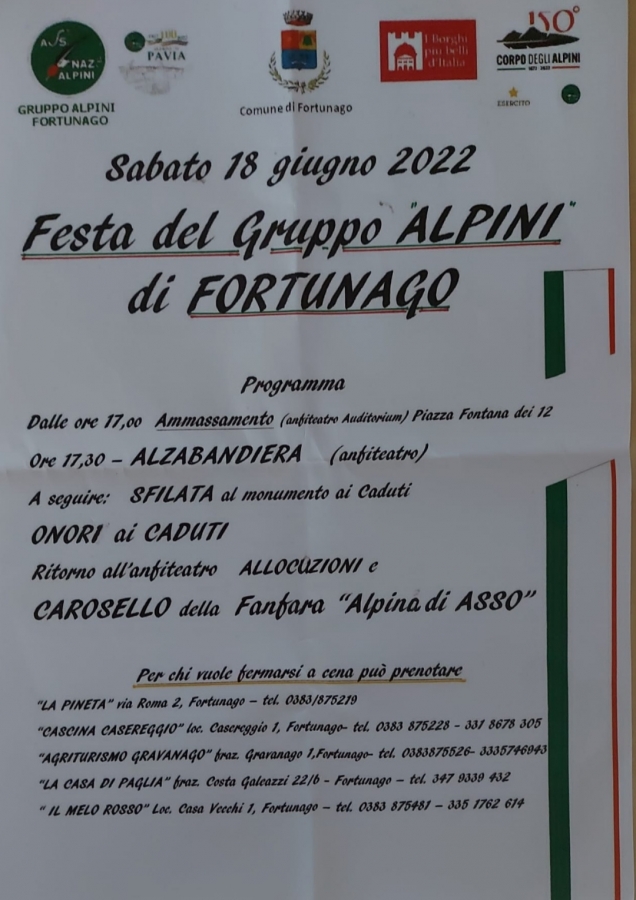 A.N.
NAZ
ALPINI
GRUPPO ALPINI
FORTUNAGO
100
PAVIA
Comune di Fortunago
I Borghi
più belli
d'Italia
150°
CORPO DEGLI ALPINI
1872-2022
ESERCITO
Sabato 18 giugno 2022
Festa del Gruppo "ALPINI"
di FORTUNAGO
Programma
Dalle ore 17,00 Ammassamento (anfiteatro Auditorium) Piazza Fontana dei 12
Ore 17,30 – ALZABANDIERA (anfiteatro)
A seguire: SFILATA al monumento ai Caduti
ONORI ai CADUTI
Ritorno all'anfiteatro ALLOCUZIONI e
CAROSELLO della Fanfara "Alpina di ASSO"
Per chi vuole fermarsi a cena può prenotare
"LA PINETA" via Roma 2, Fortunago – tel. 0383/875219
"CASCINA CASEREGGIO" loc. Casereggio 1, Fortunago- tel. 0383 875228 - 331 8678 305
"AGRITURISMO GRAVANAGO" fraz. Gravanago 1,Fortunago- tel. 0383875526- 3335746943
"LA CASA DI PAGLIA" fraz. Costa Galeazzi 22/b - Fortunago – tel. 347 9339 432
" IL MELO ROSSO" Loc. Casa Vecchi 1, Fortunago – tel. 0383 875481 – 335 1762 614